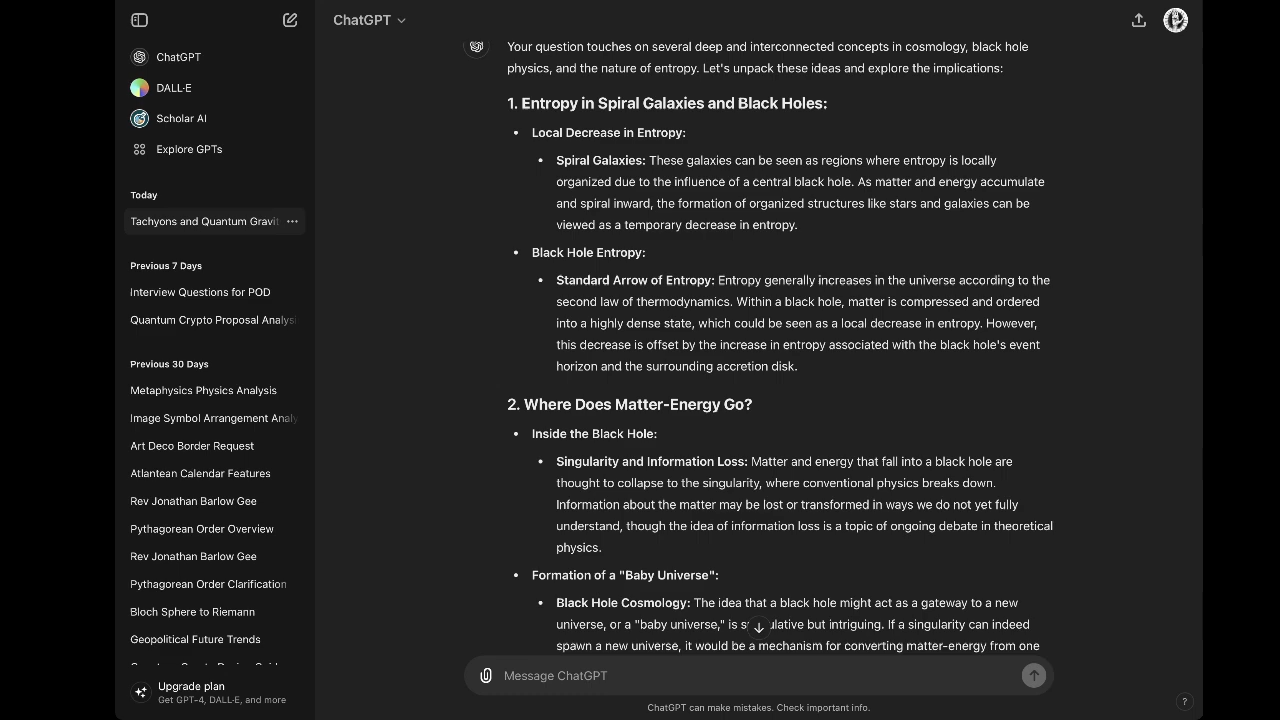 ChatGPT
DALL·E
Scholar AI
Explore GPTs
Today
Tachyons and Quantum Gravit
Previous 7 Days
Interview Questions for POD
Quantum Crypto Proposal Analysi
Previous 30 Days
Metaphysics Physics Analysis
Image Symbol Arrangement Analy
Art Deco Border Request
Atlantean Calendar Features
Rev Jonathan Barlow Gee
Pythagorean Order Overview
Rev Jonathan Barlow Gee
Pythagorean Order Clarification
Bloch Sphere to Riemann
Geopolitical Future Trends
Upgrade plan
Get GPT-4, DALL·E, and more
ChatGPT
Your question touches on several deep and interconnected concepts in cosmology, black hole
physics, and the nature of entropy. Let's unpack these ideas and explore the implications:
1. Entropy in Spiral Galaxies and Black Holes:
• Local Decrease in Entropy:
• Spiral Galaxies: These galaxies can be seen as regions where entropy is locally
organized due to the influence of a central black hole. As matter and energy accumulate
and spiral inward, the formation of organized structures like stars and galaxies can be
viewed as a temporary decrease in entropy.
• Black Hole Entropy:
• Standard Arrow of Entropy: Entropy generally increases in the universe according to the
second law of thermodynamics. Within a black hole, matter is compressed and ordered
into a highly dense state, which could be seen as a local decrease in entropy. However,
this decrease is offset by the increase in entropy associated with the black hole's event
horizon and the surrounding accretion disk.
2. Where Does Matter-Energy Go?
• Inside the Black Hole:
• Singularity and Information Loss: Matter and energy that fall into a black hole are
thought to collapse to the singularity, where conventional physics breaks down.
Information about the matter may be lost or transformed in ways we do not yet fully
understand, though the idea of information loss is a topic of ongoing debate in theoretical
physics.
• Formation of a "Baby Universe":
• Black Hole Cosmology: The idea that a black hole might act as a gateway to a new
universe, or a "baby universe," is ulative but intriguing. If a singularity can indeed
spawn a new universe, it would be a mechanism for converting matter-energy from one
Message ChatGPT
ChatGPT can make mistakes. Check important info.
?